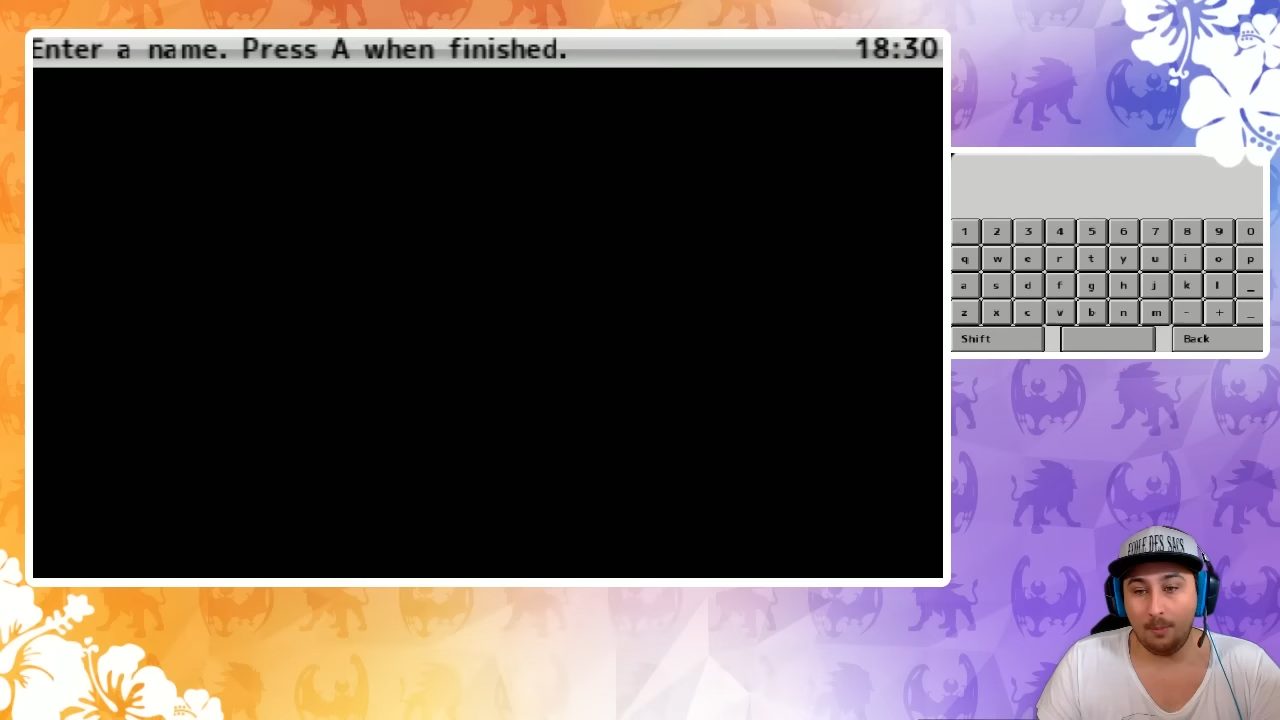 Enter a name. Press A when finished.
18:30
1 2 3 4 5 6 7 8 9 0
q w e r t y u i o p
a s d f g h j k l _
z x c v b n m - + _
Shift Back